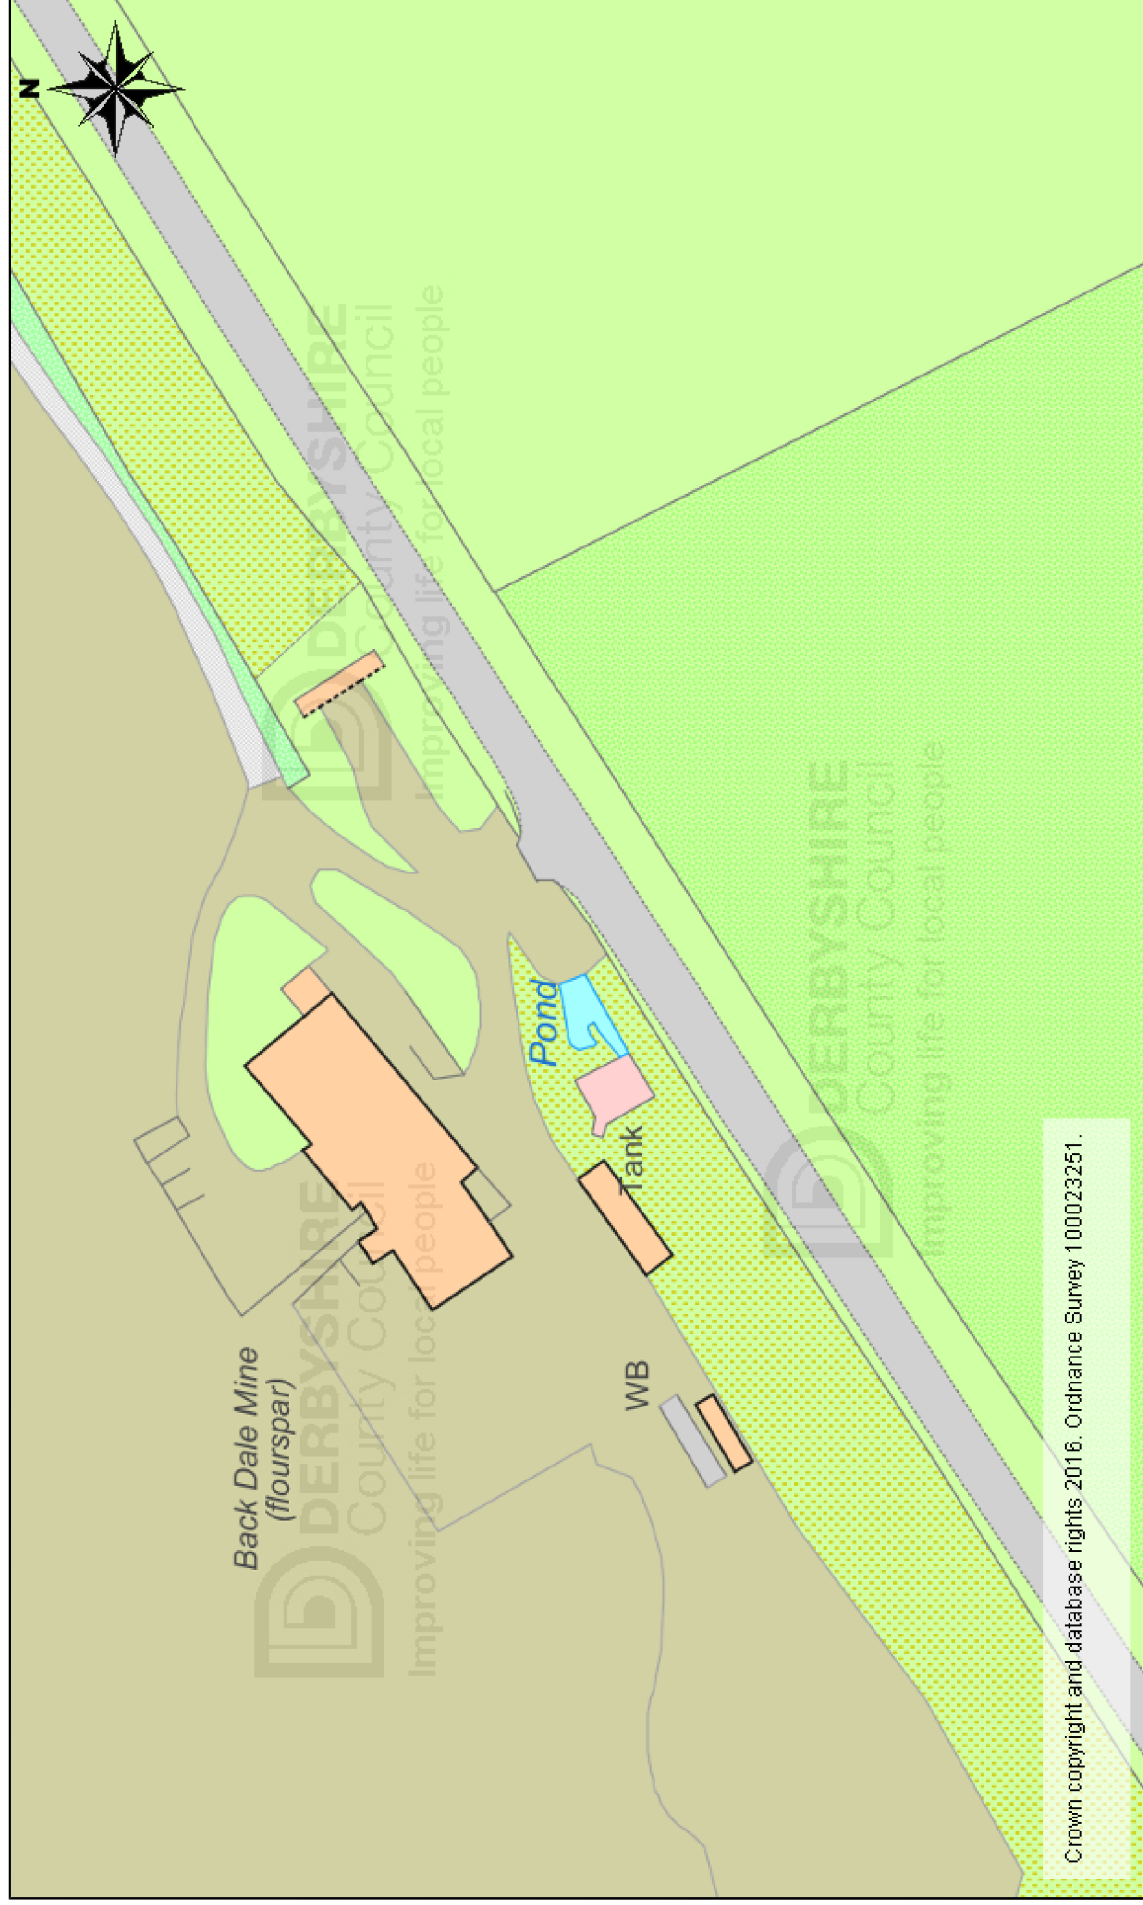 N
Back Dale Mine
(flourspar)
Pond
Tank
WB
DERBYSHIRE
County Council
Improving life for local people
DERBYSHIRE
County Council
Improving life for local people
DERBYSHIRE
County Council
Improving life for local people
Crown copyright and database rights 2016. Ordnance Survey 100023251.